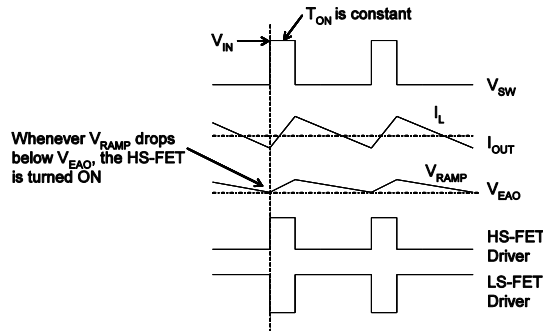 T_ON is constant
V_IN
V_SW
I_L
Whenever V_RAMP drops
below V_EAO, the HS-FET
is turned ON
I_OUT
V_RAMP
V_EAO
HS-FET
Driver
LS-FET
Driver